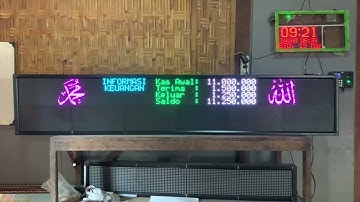 محمد
INFORMASI
KEUANGAN
Kas Awal: 11.000.000
Terima : 1.500.000
Keluar : 1.250.000
Saldo : 11.250.000
الله
09:21